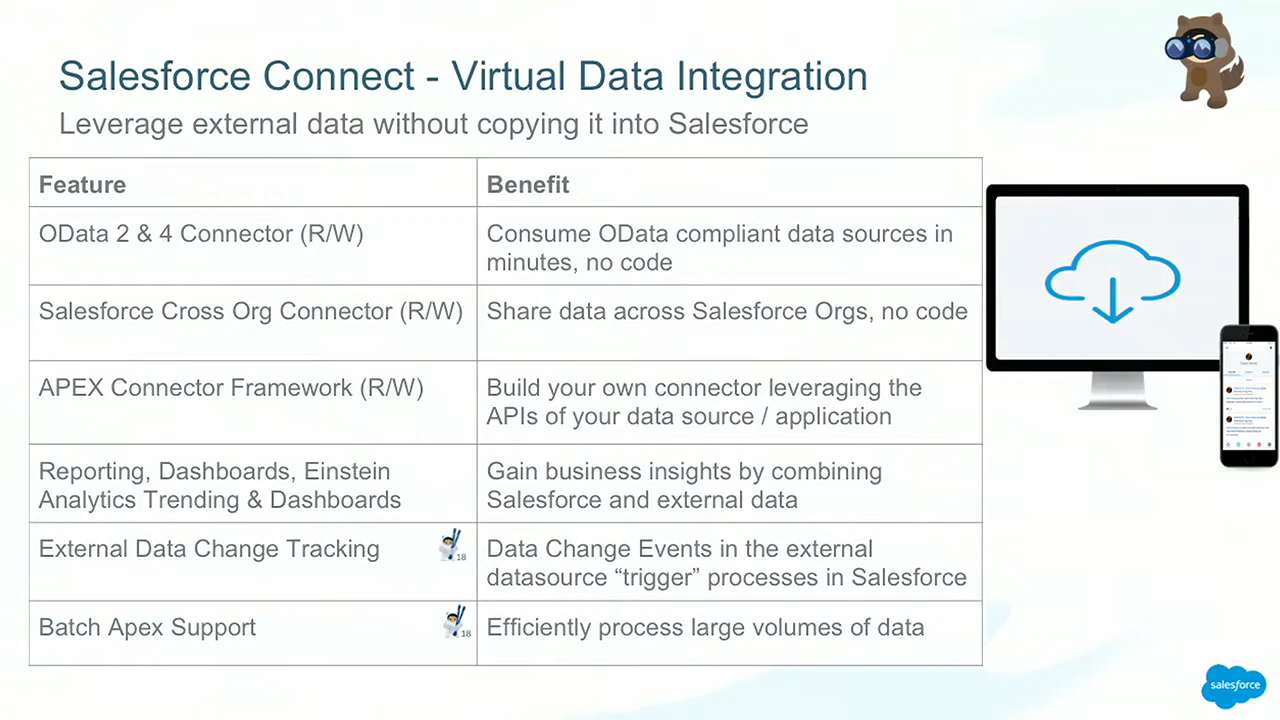 Salesforce Connect - Virtual Data Integration
Leverage external data without copying it into Salesforce
Feature
Benefit
OData 2 & 4 Connector (R/W)
Consume OData compliant data sources in
minutes, no code
Salesforce Cross Org Connector (R/W)
Share data across Salesforce Orgs, no code
APEX Connector Framework (R/W)
Build your own connector leveraging the
APIs of your data source / application
Reporting, Dashboards, Einstein
Analytics Trending & Dashboards
Gain business insights by combining
Salesforce and external data
External Data Change Tracking
18
Data Change Events in the external
datasource “trigger” processes in Salesforce
Batch Apex Support
18
Efficiently process large volumes of data
salesforce